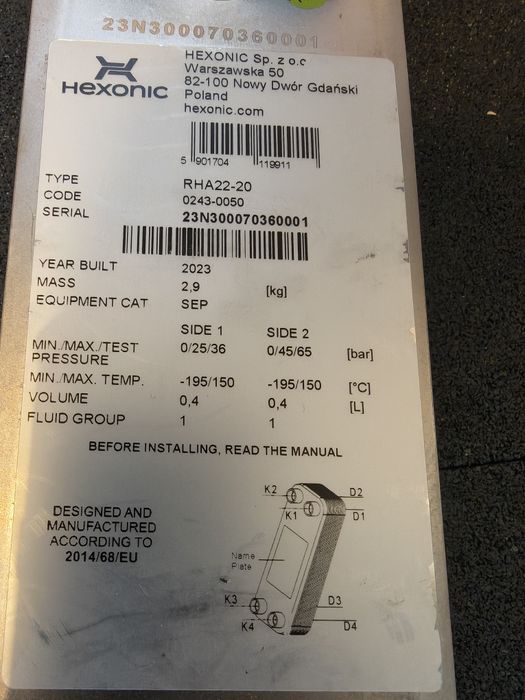 23N300070360001
Hexonic
HEXONIC Sp. z o.o
Warszawska 50
82-100 Nowy Dwór Gdański
Poland
hexonic.com
5 901704 119911
TYPE RHA22-20
CODE 0243-0050
SERIAL 23N300070360001
YEAR BUILT 2023
MASS 2,9 [kg]
EQUIPMENT CAT SEP
SIDE 1 SIDE 2
MIN./MAX./TEST PRESSURE 0/25/36 0/45/65 [bar]
MIN./MAX. TEMP. -195/150 -195/150 [°C]
VOLUME 0,4 0,4 [L]
FLUID GROUP 1 1
BEFORE INSTALLING, READ THE MANUAL
DESIGNED AND
MANUFACTURED
ACCORDING TO
2014/68/EU
K2 D2
K1 D1
Name
Plate
K3 D3
K4 D4